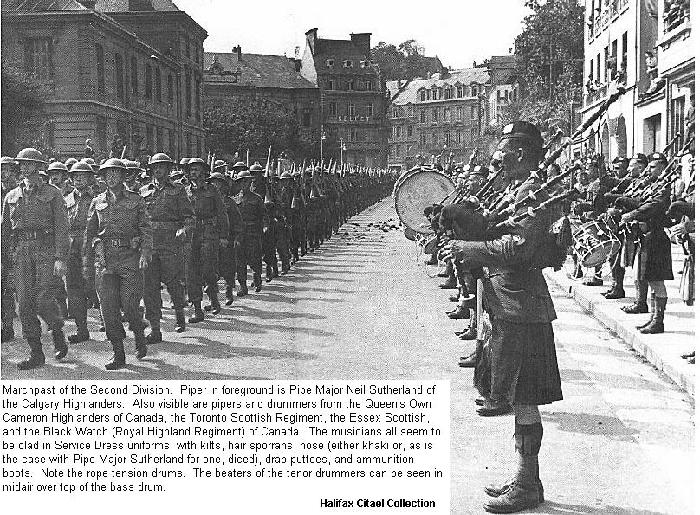 SELECT
Marchpast of the Second Division. Piper in foreground is Pipe Major Neil Sutherland of
the Calgary Highlanders. Also visible are pipers and drummers from the Queen's Own
Cameron Highlanders of Canada, the Toronto Scottish Regiment, the Essex Scottish,
and the Black Watch (Royal Highland Regiment) of Canada. The musicians all seem to
be clad in Service Dress uniforms, with kilts, hair sporrans, hose (either khaki or, as is
the case with Pipe Major Sutherland for one, diced), drab puttees, and ammunition
boots. Note the rope tension drums. The beaters of the tenor drummers can be seen in
midair over top of the bass drum.
Halifax Citael Collection